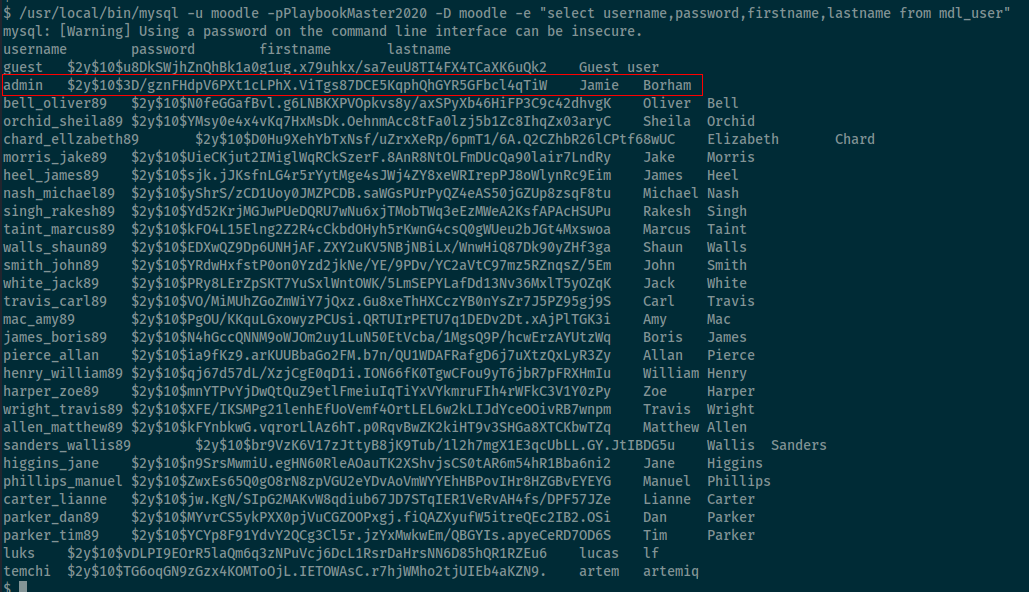 $ /usr/local/bin/mysql -u moodle -pPlaybookMaster2020 -D moodle -e "select username,password,firstname,lastname from mdl_user"
mysql: [Warning] Using a password on the command line interface can be insecure.
username password firstname lastname
guest $2y$10$u8DkSWjhZnQhBk1a0g1ug.x79uhkx/sa7euU8TI4FX4TCaXK6uQk2 Guest user
admin $2y$10$3D/gznFHdpV6PXt1cLPhX.ViTgs87DCE5KqphQhGYR5GFbcl4qTiW Jamie Borham
bell_oliver89 $2y$10$N0feGGafBvl.g6LNBKXPVOpkvs8y/axSPyXb46HiFP3C9c42dhvgK Oliver Bell
orchid_sheila89 $2y$10$YMsy0e4x4vKq7HxMsDk.OehnmAcc8tFa0lzj5b1Zc8IhqZx03aryC Sheila Orchid
chard_ellzabeth89 $2y$10$D0Hu9XehYbTxNsf/uZrxXeRp/6pmT1/6A.Q2CZhbR26lCPtf68wUC Elizabeth Chard
morris_jake89 $2y$10$UieCKjut2IMiglWqRCkSzerF.8AnR8NtOLFmDUcQa90lair7LndRy Jake Morris
heel_james89 $2y$10$sjk.jJKsfnLG4r5rYytMge4sJWj4ZY8xeWRIrepPJ8oWlynRc9Eim James Heel
nash_michael89 $2y$10$yShrS/zCD1Uoy0JMZPCDB.saWGsPUrPyQZ4eAS50jGZUp8zsqF8tu Michael Nash
singh_rakesh89 $2y$10$Yd52KrjMGJwPUeDQRU7wNu6xjTMobTWq3eEzMWeA2KsfAPAcHSUPu Rakesh Singh
taint_marcus89 $2y$10$kFO4L15Elng2Z2R4cCkbdOHyh5rKwnG4csQ0gWUeu2bJGt4Mxswoa Marcus Taint
walls_shaun89 $2y$10$EDXwQZ9Dp6UNHjAF.ZXY2uKV5NBjNBiLx/WnwHiQ87Dk90yZHf3ga Shaun Walls
smith_john89 $2y$10$YRdwHxfstP0on0Yzd2jkNe/YE/9PDv/YC2aVtC97mz5RZnqsZ/5Em John Smith
white_jack89 $2y$10$PRy8LErZpSKT7YuSxlWntOWK/5LmSEPYLafDd13Nv36MxlT5yOZqK Jack White
travis_carl89 $2y$10$VO/MiMUhZGoZmWiY7jQxz.Gu8xeThHXCczYB0nYsZr7J5PZ95gj9S Carl Travis
mac_amy89 $2y$10$PgOU/KKquLGxowyzPCUsi.QRTUIrPETU7q1DEDv2Dt.xAjPlTGK3i Amy Mac
james_boris89 $2y$10$N4hGccQNNM9oWJOm2uy1LuN50EtVcba/1MgsQ9P/hcwErzAYUtzWq Boris James
pierce_allan $2y$10$ia9fKz9.arKUUBbaGo2FM.b7n/QU1WDAFRafgD6j7uXtzQxLyR3Zy Allan Pierce
henry_william89 $2y$10$qj67d57dL/XzjCgE0qD1i.ION66fK0TgwCFou9yT6jbR7pFRXHmIu William Henry
harper_zoe89 $2y$10$mnYTPvYjDwQtQuZ9etlFmeiuIqTiYxVYkmruFIh4rWFkC3V1Y0zPy Zoe Harper
wright_travis89 $2y$10$XFE/IKSMPg21lenhEfUoVemf4OrtLEL6w2kLIJdYceOOivRB7wnpm Travis Wright
allen_matthew89 $2y$10$kFYnbkwG.vqrorLlAz6hT.p0RqvBwZK2kiHT9v3SHGa8XTCKbwTZq Matthew Allen
sanders_wallis89 $2y$10$br9VzK6V17zJttyB8jK9Tub/1l2h7mgX1E3qcUbLL.GY.JtIBDG5u Wallis Sanders
higgins_jane $2y$10$n9SrsMwmiU.egHN60RleAOauTK2XShvjsCS0tAR6m54hR1Bba6ni2 Jane Higgins
phillips_manuel $2y$10$ZwxEs65Q0gO8rN8zpVGU2eYDvAoVmWYYEhHBPovIHr8HZGBvEYEYG Manuel Phillips
carter_lianne $2y$10$jw.KgN/SIpG2MAKvW8qdiub67JD7STqIER1VeRvAH4fs/DPF57JZe Lianne Carter
parker_dan89 $2y$10$MYvrCS5ykPXX0pjVuCGZOOPxgj.fiQAZXyufW5itreQEc2IB2.OSi Dan Parker
parker_tim89 $2y$10$YCYp8F91YdvY2QCg3Cl5r.jzYxMwkwEm/QBGYIs.apyeCeRD7OD6S Tim Parker
luks $2y$10$vDLPI9EOrR5laQm6q3zNPuVcj6DcL1RsrDaHrsNN6D85hQR1RZEu6 lucas lf
temchi $2y$10$TG6oqGN9zGzx4KOMToOjL.IETOWAsC.r7hjWMho2tjUIEb4aKZN9. artem artemiq
$